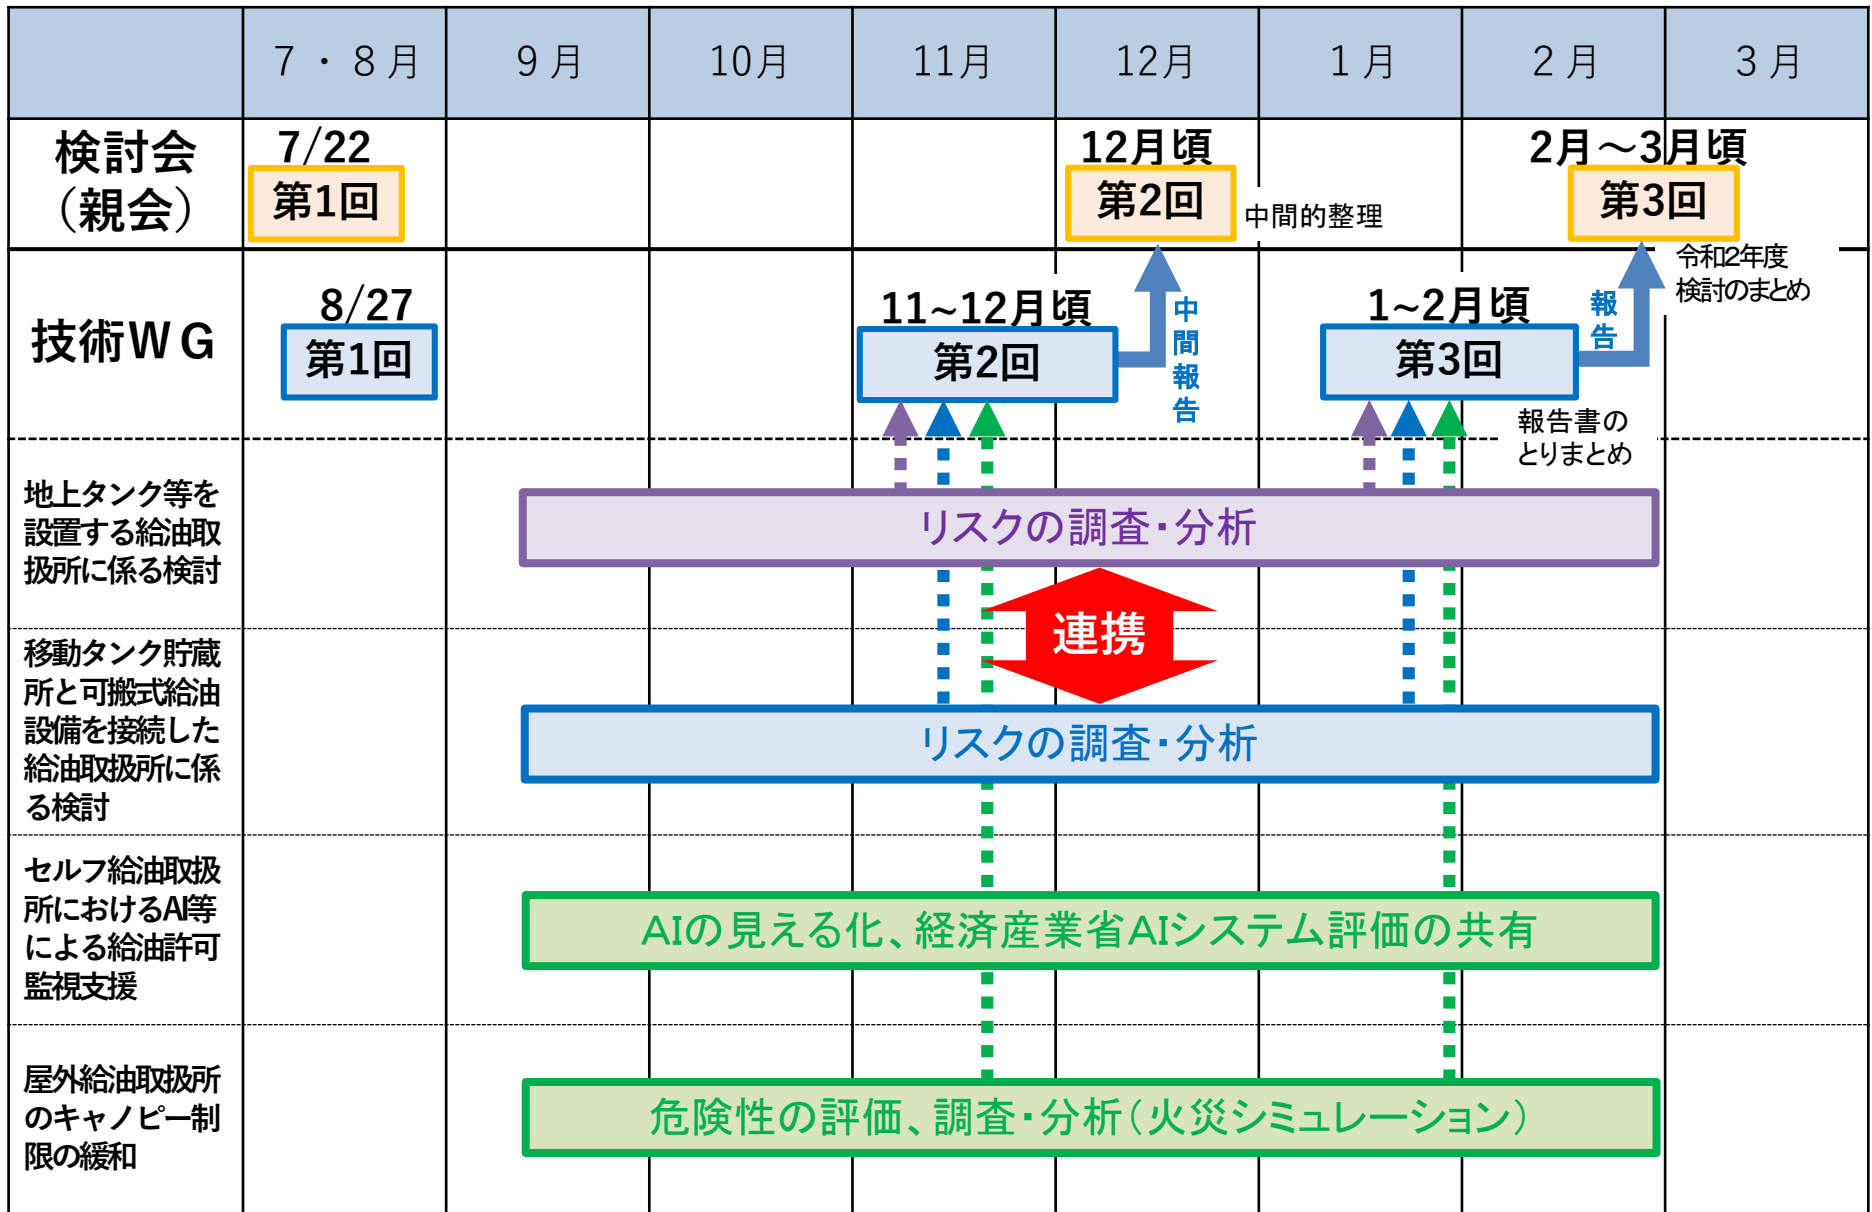 ７・８月
９月
10月
11月
12月
１月
２月
３月
検討会
（親会）
7/22
第1回
12月頃
第2回
中間的整理
2月～3月頃
第3回
令和2年度
検討のまとめ
技術ＷＧ
8/27
第1回
11~12月頃
第2回
中間報告
1~2月頃
第3回
報告
報告書の
とりまとめ
地上タンク等を
設置する給油取
扱所に係る検討
リスクの調査・分析
連携
移動タンク貯蔵
所と可搬式給油
設備を接続した
給油取扱所に係
る検討
リスクの調査・分析
セルフ給油取扱
所におけるAI等
による給油許可
監視支援
AIの見える化、経済産業省AIシステム評価の共有
屋外給油取扱所
のキャノピー制
限の緩和
危険性の評価、調査・分析（火災シミュレーション）